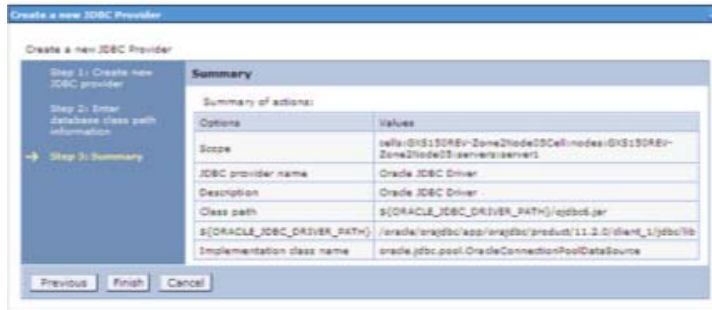 Create a new JDBC Provider
Create a new JDBC Provider
Step 1: Create new
JDBC provider
Step 2: Enter
database class path
information
Step 3: Summary
Summary
Summary of actions:
Options Values
Scope cells:GXS150REV-Zone2Node05Cell:nodes:GXS150REV-
Zone2Node05:servers:server1
JDBC provider name Oracle JDBC Driver
Description Oracle JDBC Driver
Class path ${ORACLE_JDBC_DRIVER_PATH}/ojdbc6.jar
${ORACLE_JDBC_DRIVER_PATH} /oracle/orajdbc/app/orajdbc/product/11.2.0/client_1/jdbc/lib
Implementation class name oracle.jdbc.pool.OracleConnectionPoolDataSource
Previous Finish Cancel